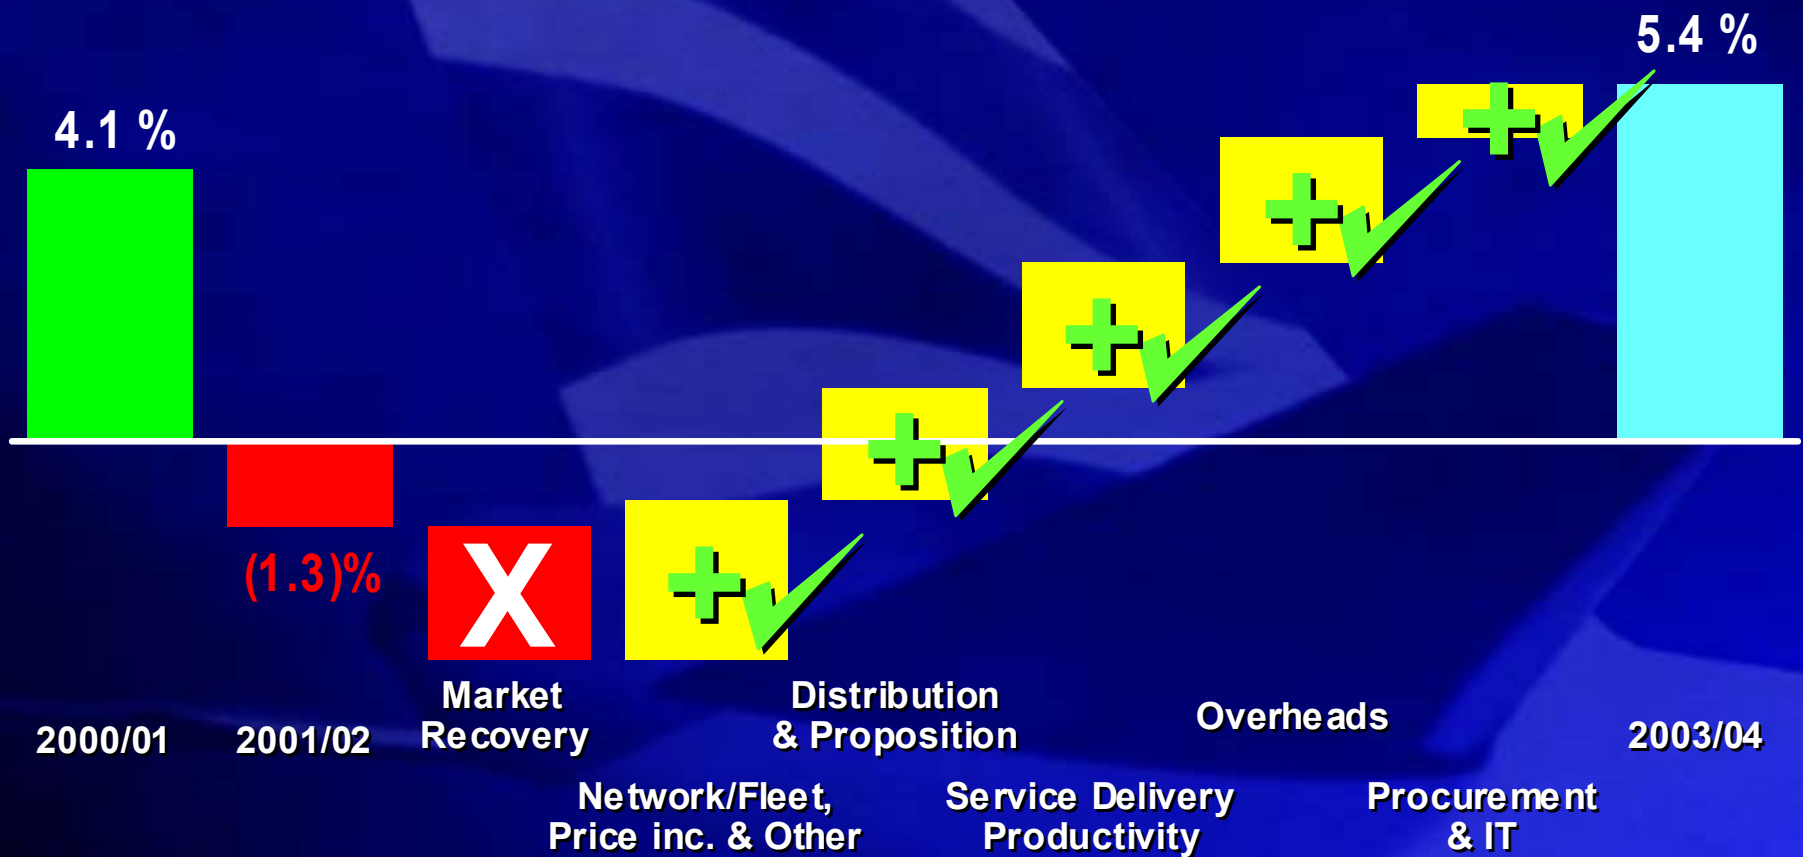 5.4 %
4.1 %
(1.3)%
X
Market
Recovery
Distribution
& Proposition
Overheads
2000/01
2001/02
2003/04
Network/Fleet,
Price inc. & Other
Service Delivery
Productivity
Procurement
& IT